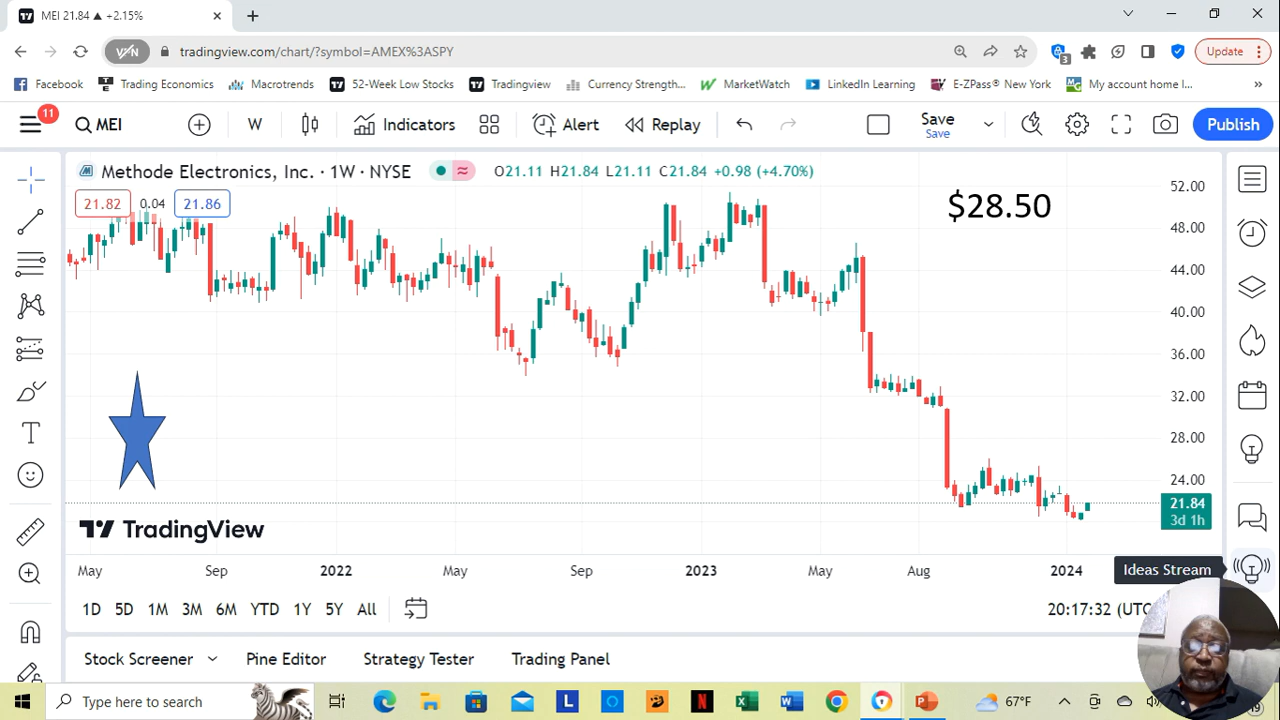 MEI 21.84 ▲ +2.15%
tradingview.com/chart/?symbol=AMEX%3ASPY
3
Update
Facebook
Trading Economics
Macrotrends
52-Week Low Stocks
Tradingview
Currency Strength...
MarketWatch
LinkedIn Learning
E-ZPass® New York
My account home l...
»
11
MEI
W
Indicators
Alert
Replay
Save
Save
Publish
Methode Electronics, Inc. · 1W · NYSE
O21.11 H21.84 L21.11 C21.84 +0.98 (+4.70%)
21.82 0.04 21.86
$28.50
52.00
48.00
44.00
40.00
36.00
32.00
28.00
24.00
21.84
3d 1h
TradingView
May Sep 2022 May Sep 2023 May Aug 2024
Ideas Stream
1D 5D 1M 3M 6M YTD 1Y 5Y All
20:17:32 (UTC
Stock Screener
Pine Editor
Strategy Tester
Trading Panel
Type here to search
67°F